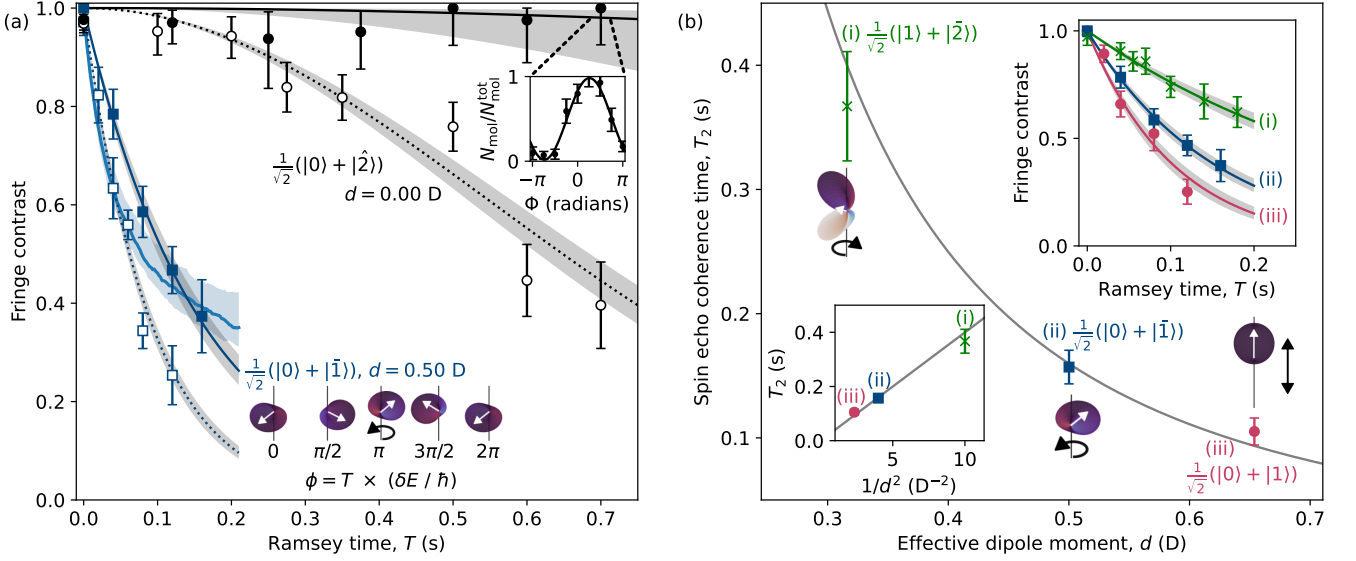 (a)
Fringe contrast
1.0
0.8
0.6
0.4
0.2
0.0
0.0 0.1 0.2 0.3 0.4 0.5 0.6 0.7
Ramsey time, T (s)
1/√2(|0⟩ + |2̂⟩)
d = 0.00 D
N_mol/N_mol^tot
1
0
−π 0 π
Φ (radians)
1/√2(|0⟩ + |1̄⟩), d = 0.50 D
0 π/2 π 3π/2 2π
ϕ = T × (δE / ℏ)
(b)
Spin echo coherence time, T₂ (s)
0.4
0.3
0.2
0.1
0.3 0.4 0.5 0.6 0.7
Effective dipole moment, d (D)
(i) 1/√2(|1⟩ + |2̄⟩)
(ii) 1/√2(|0⟩ + |1̄⟩)
(iii)
1/√2(|0⟩ + |1⟩)
T₂ (s)
0.4
0.2
0.0
5 10
1/d² (D⁻²)
(i)
(ii)
(iii)
Fringe contrast
1.0
0.5
0.0
0.0 0.1 0.2
Ramsey time, T (s)
(i)
(ii)
(iii)